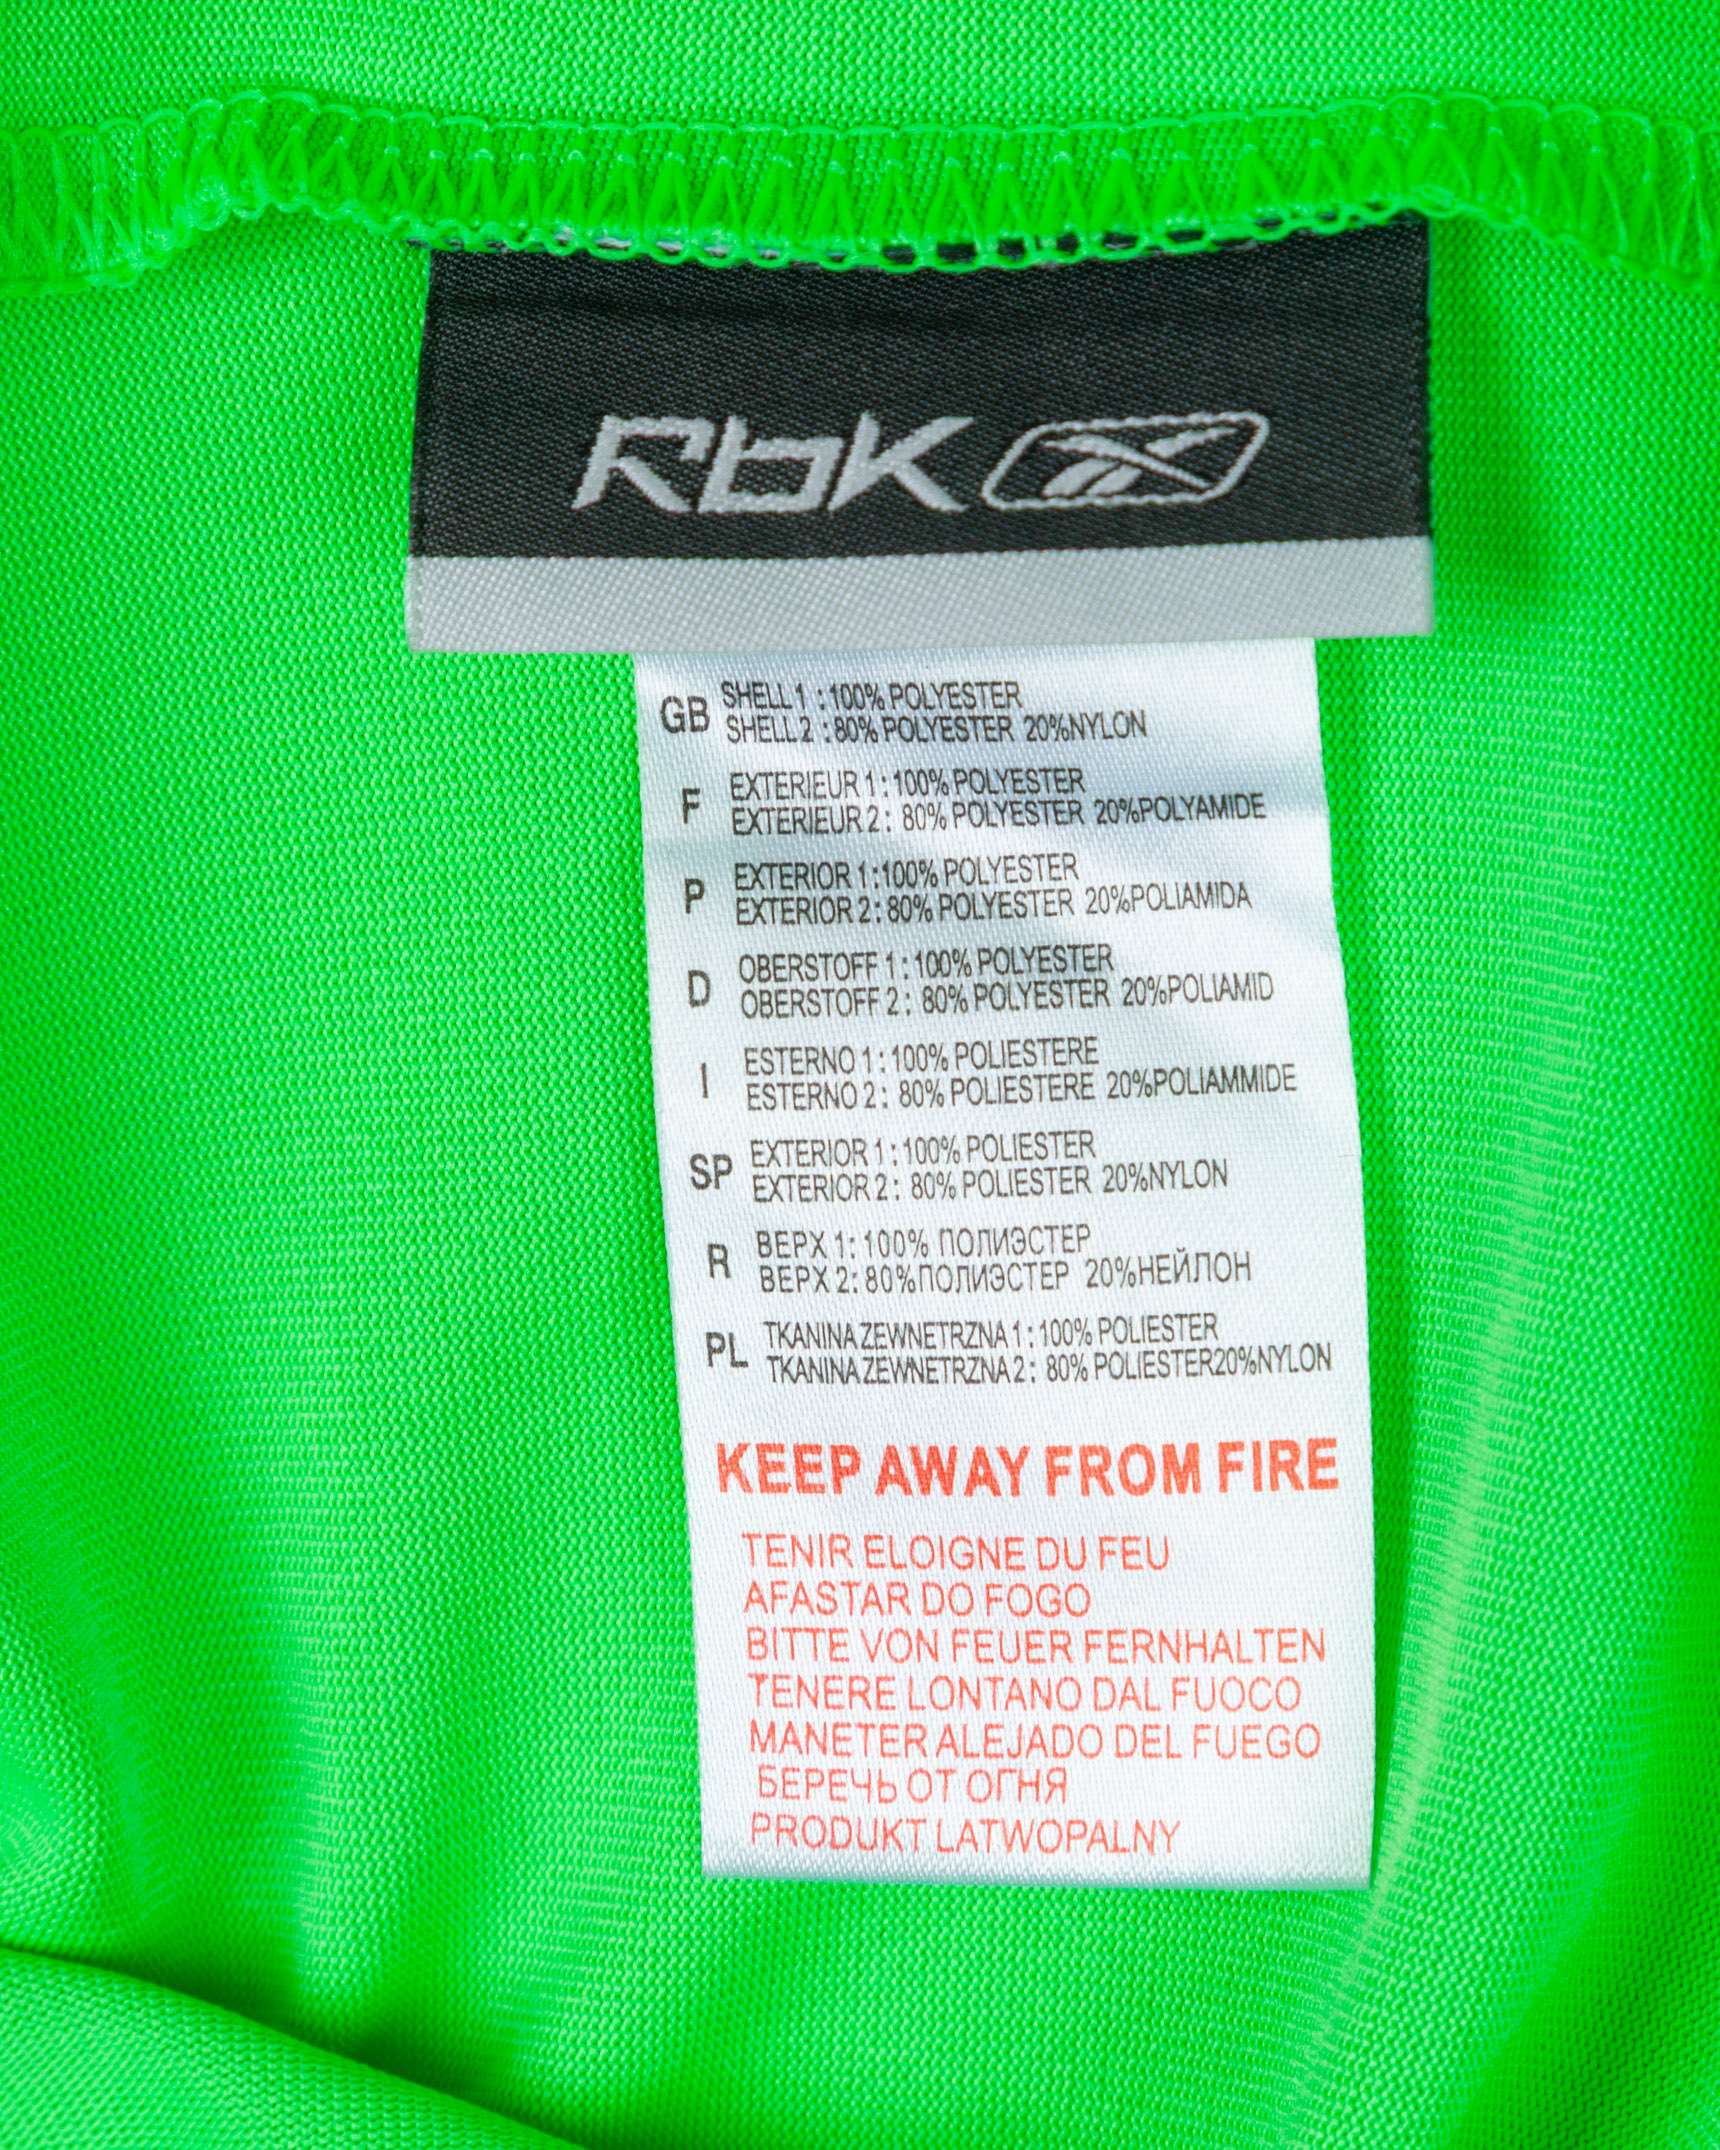 Rbk
GB SHELL 1 : 100% POLYESTER
SHELL 2 : 80% POLYESTER 20%NYLON
F EXTERIEUR 1 : 100% POLYESTER
EXTERIEUR 2 : 80% POLYESTER 20%POLYAMIDE
P EXTERIOR 1 : 100% POLYESTER
EXTERIOR 2 : 80% POLYESTER 20%POLIAMIDA
D OBERSTOFF 1 : 100% POLYESTER
OBERSTOFF 2 : 80% POLYESTER 20%POLIAMID
I ESTERNO 1 : 100% POLIESTERE
ESTERNO 2 : 80% POLIESTERE 20%POLIAMMIDE
SP EXTERIOR 1 : 100% POLIESTER
EXTERIOR 2 : 80% POLIESTER 20%NYLON
R ВЕРХ 1: 100% ПОЛИЭСТЕР
ВЕРХ 2: 80%ПОЛИЭСТЕР 20%НЕЙЛОН
PL TKANINA ZEWNETRZNA 1 : 100% POLIESTER
TKANINA ZEWNETRZNA 2 : 80% POLIESTER20%NYLON
KEEP AWAY FROM FIRE
TENIR ELOIGNE DU FEU
AFASTAR DO FOGO
BITTE VON FEUER FERNHALTEN
TENERE LONTANO DAL FUOCO
MANETER ALEJADO DEL FUEGO
БЕРЕЧЬ ОТ ОГНЯ
PRODUKT LATWOPALNY